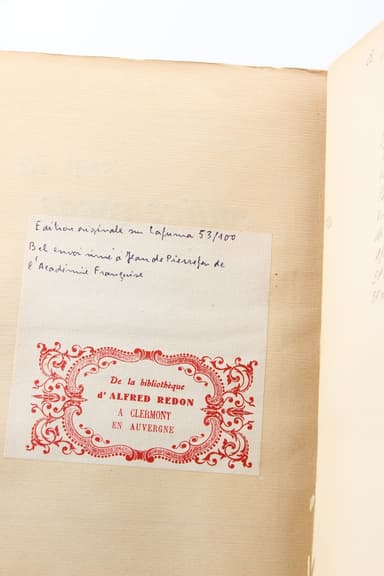 Edition originale sur Lafuma 53/100
Bel envoi rimé à Jean de Pierrefeu de
l'Académie Française
De la bibliothèque
d'ALFRED REDON
A CLERMONT
EN AUVERGNE